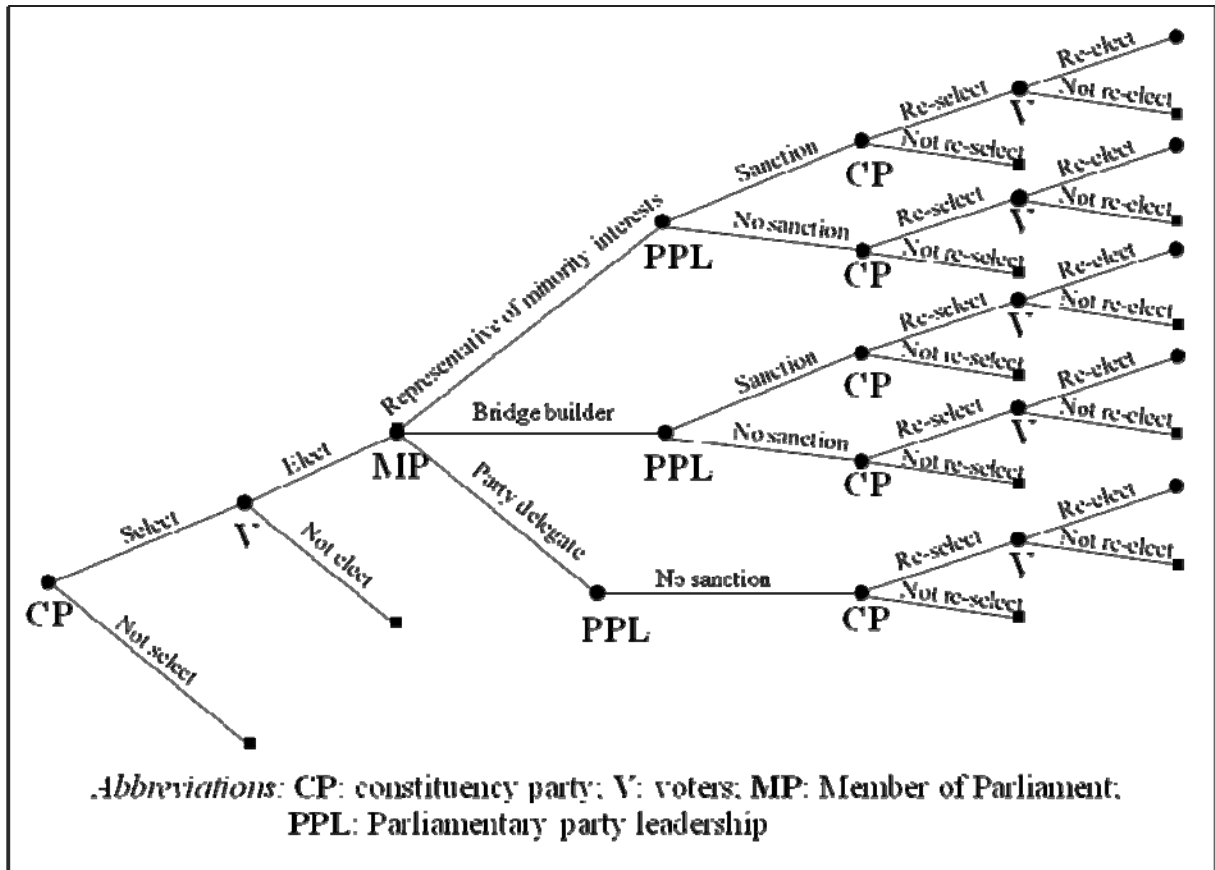 Re-elect
Re-select
V
Not re-elect
Sanction
CP
Not re-select
Re-elect
Representative of minority interests
PPL
No sanction
Re-select
V
Not re-elect
CP
Not re-select
Re-elect
Re-select
V
Not re-elect
Sanction
CP
Not re-select
Re-elect
Bridge builder
PPL
No sanction
Re-select
V
Not re-elect
CP
Not re-select
Elect
MP
Party delegate
Re-elect
Select
V
Not elect
Re-select
V
Not re-elect
No sanction
CP
Not re-select
PPL
CP
Not select
Abbreviations: CP: constituency party; V: voters; MP: Member of Parliament;
PPL: Parliamentary party leadership